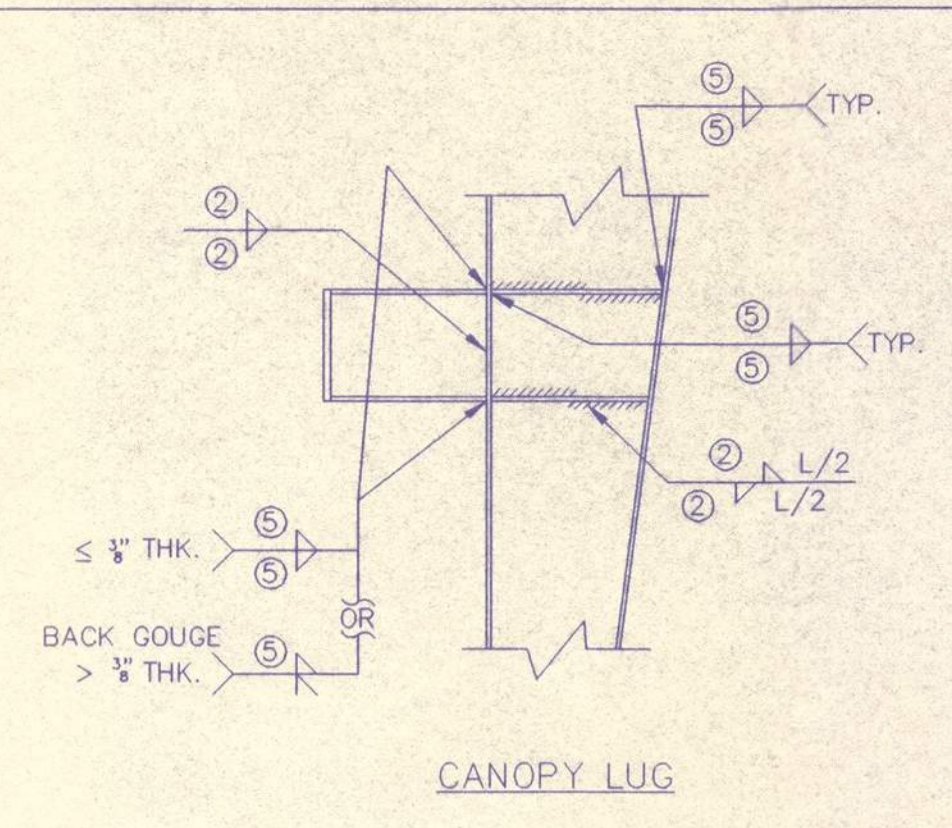 ⑤
⑤ TYP.
②
②
⑤
⑤ TYP.
② L/2
② L/2
⑤
≤ 3/8" THK.
⑤
OR
BACK GOUGE ⑤
> 3/8" THK.
CANOPY LUG